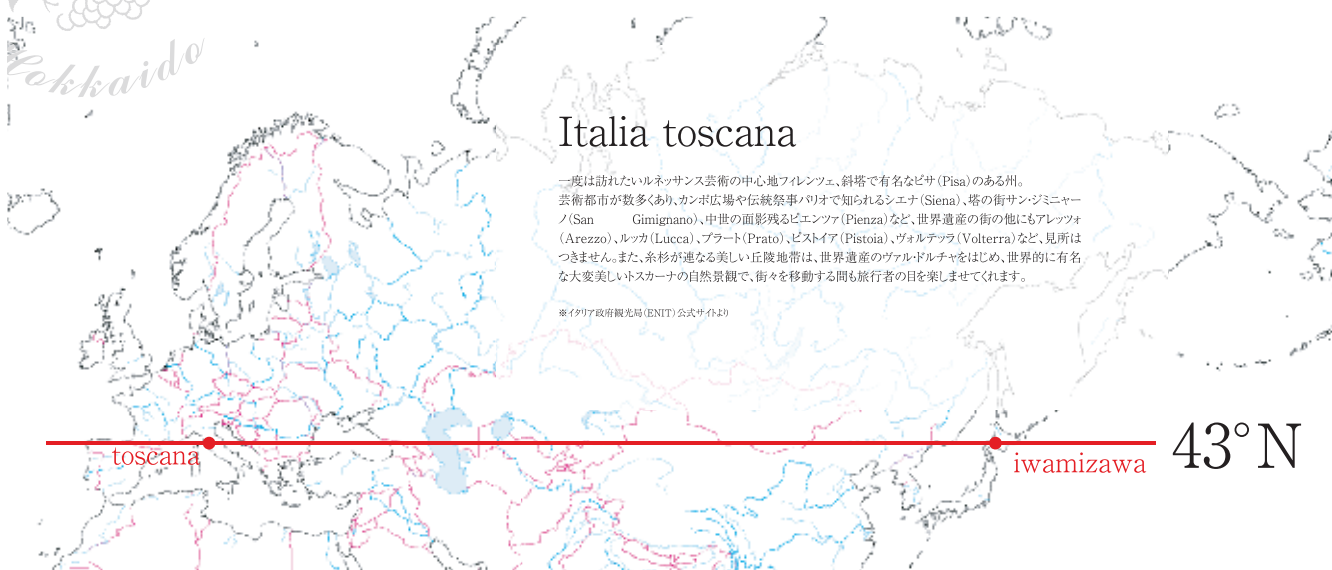 Hokkaido
Italia toscana
一度は訪れたいルネッサンス芸術の中心地フィレンツェ、斜塔で有名なピサ（Pisa）のある州。
芸術都市が数多くあり、カンポ広場や伝統祭事パリオで知られるシエナ（Siena）、塔の街サン・ジミニャー
ノ（San Gimignano）、中世の面影残るピエンツァ（Pienza）など、世界遺産の街の他にもアレッツォ
（Arezzo）、ルッカ（Lucca）、プラート（Prato）、ピストイア（Pistoia）、ヴォルテッラ（Volterra）など、見所は
つきません。また、糸杉が連なる美しい丘陵地帯は、世界遺産のヴァル・ドルチャをはじめ、世界的に有名
な大変美しいトスカーナの自然景観で、街々を移動する間も旅行者の目を楽しませてくれます。
※イタリア政府観光局（ENIT）公式サイトより
43°N
toscana
iwamizawa